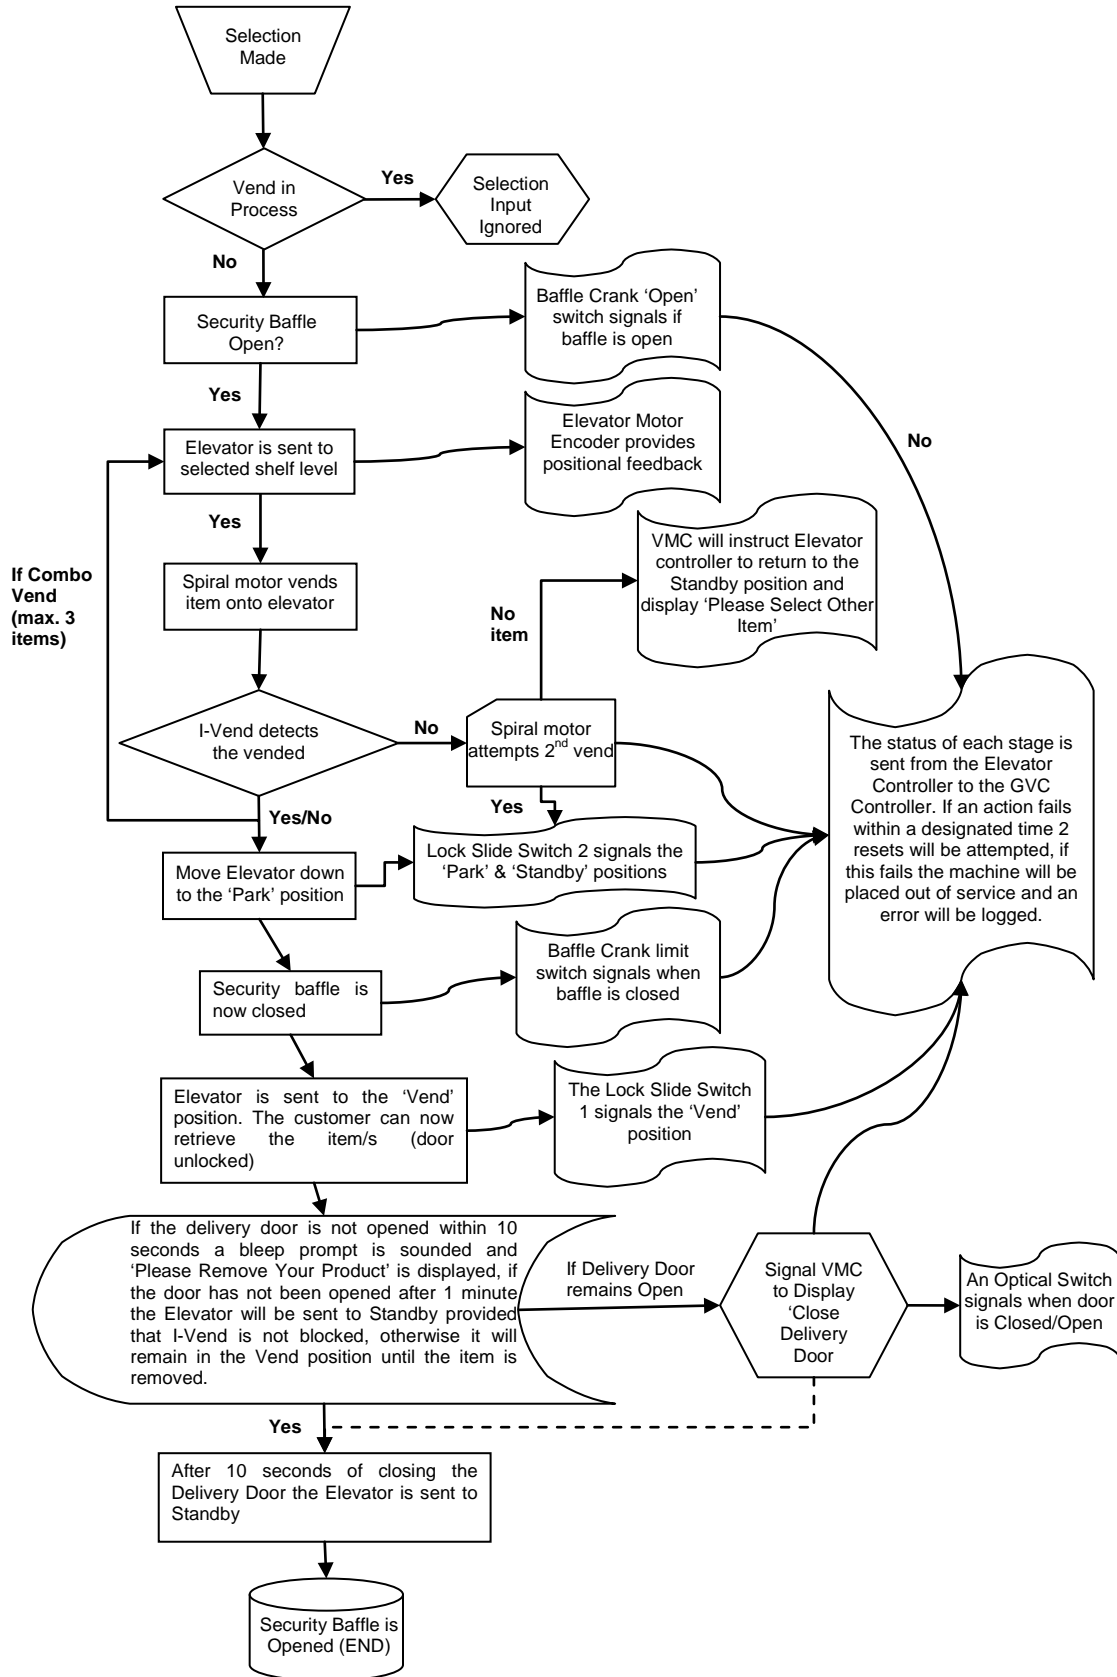 Selection
Made
Vend in
Process
Yes
Selection
Input
Ignored
No
Security Baffle
Open?
Baffle Crank ‘Open’
switch signals if
baffle is open
Yes
No
Elevator is sent to
selected shelf level
Elevator Motor
Encoder provides
positional feedback
Yes
If Combo
Vend
(max. 3
items)
Spiral motor vends
item onto elevator
VMC will instruct Elevator
controller to return to the
Standby position and
display ‘Please Select Other
Item’
No
item
I-Vend detects
the vended
No
Spiral motor
attempts 2nd vend
The status of each stage is
sent from the Elevator
Controller to the GVC
Controller. If an action fails
within a designated time 2
resets will be attempted, if
this fails the machine will be
placed out of service and an
error will be logged.
Yes/No
Yes
Move Elevator down
to the ‘Park’ position
Lock Slide Switch 2 signals the
‘Park’ & ‘Standby’ positions
Security baffle is
now closed
Baffle Crank limit
switch signals when
baffle is closed
Elevator is sent to the ‘Vend’
position. The customer can now
retrieve the item/s (door
unlocked)
The Lock Slide Switch
1 signals the ‘Vend’
position
If the delivery door is not opened within 10
seconds a bleep prompt is sounded and
‘Please Remove Your Product’ is displayed, if
the door has not been opened after 1 minute
the Elevator will be sent to Standby provided
that I-Vend is not blocked, otherwise it will
remain in the Vend position until the item is
removed.
If Delivery Door
remains Open
Signal VMC
to Display
‘Close
Delivery
Door
An Optical Switch
signals when door
is Closed/Open
Yes
After 10 seconds of closing the
Delivery Door the Elevator is sent to
Standby
Security Baffle is
Opened (END)